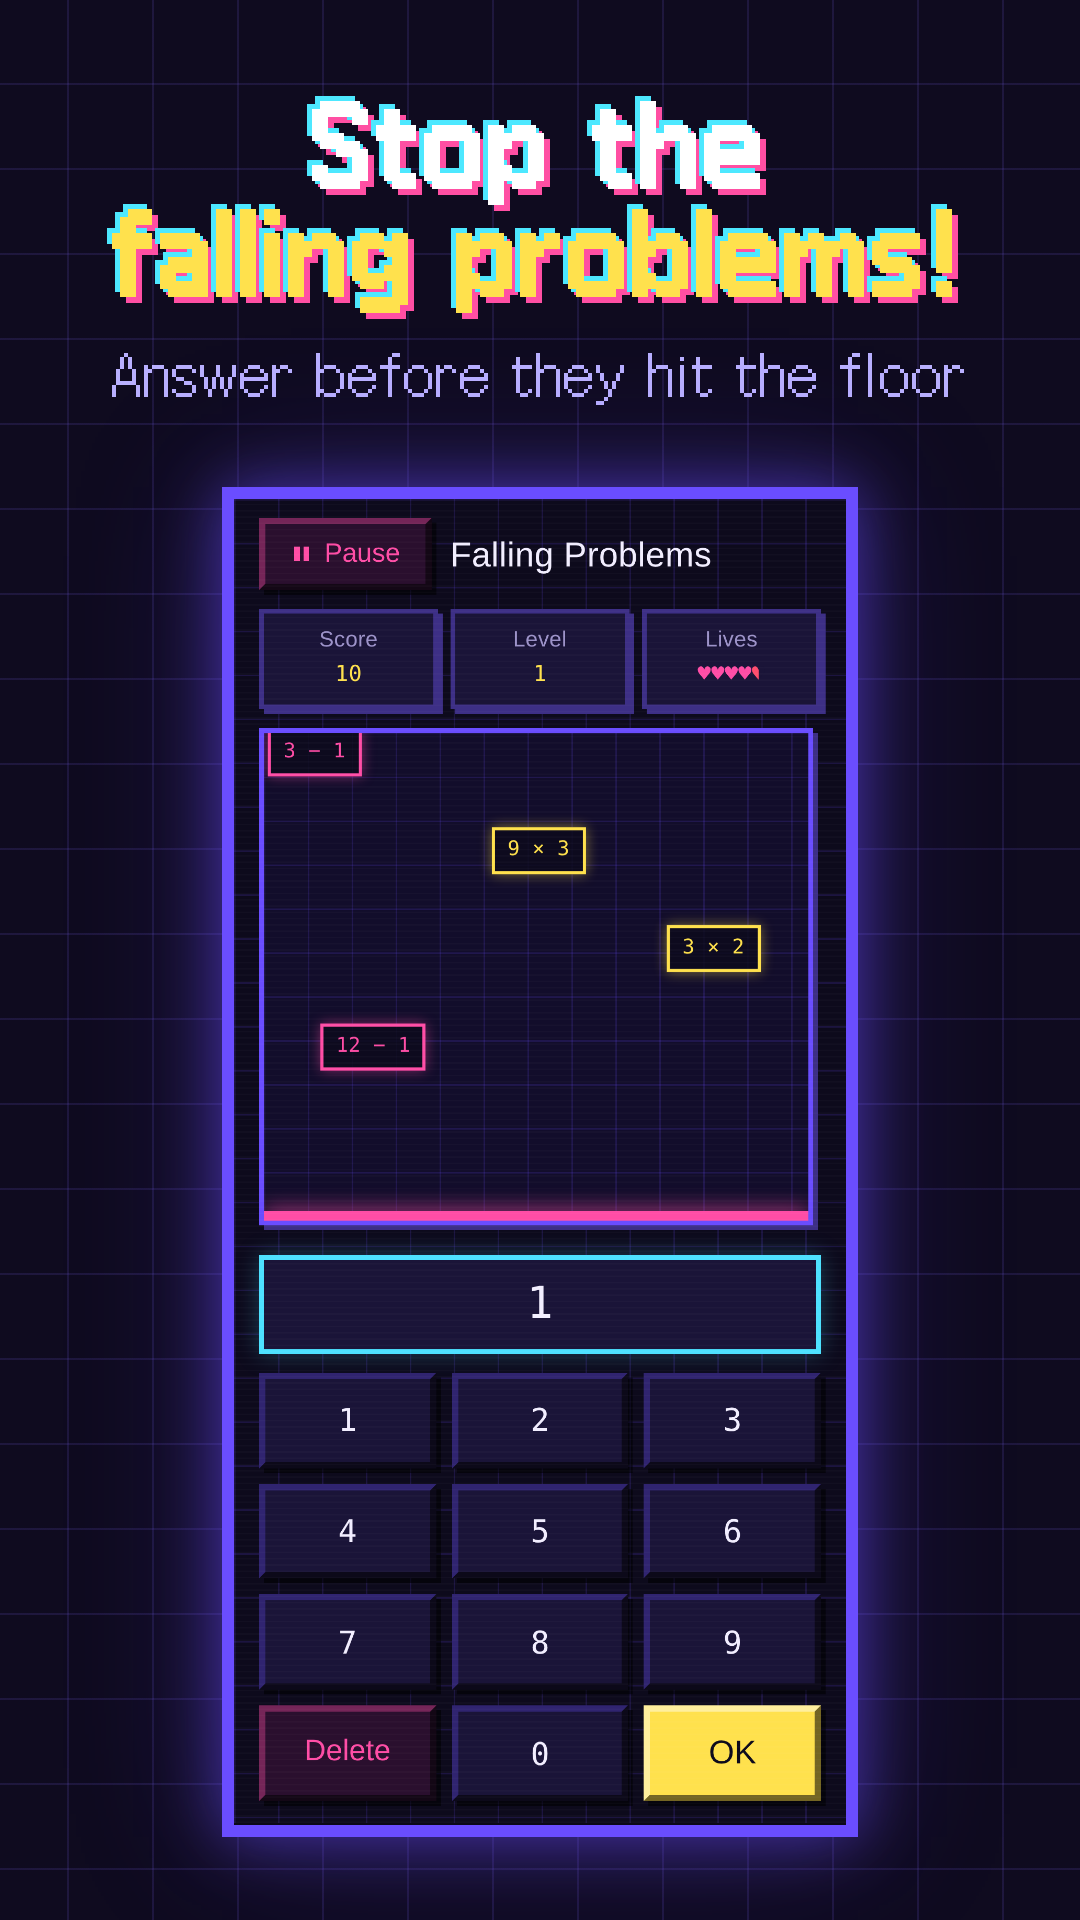 Stop the
falling problems!
Answer before they hit the floor
Pause
Falling Problems
Score
10
Level
1
Lives
♥♥♥♥♥
3 − 1
9 × 3
3 × 2
12 − 1
1
1 2 3
4 5 6
7 8 9
Delete 0 OK